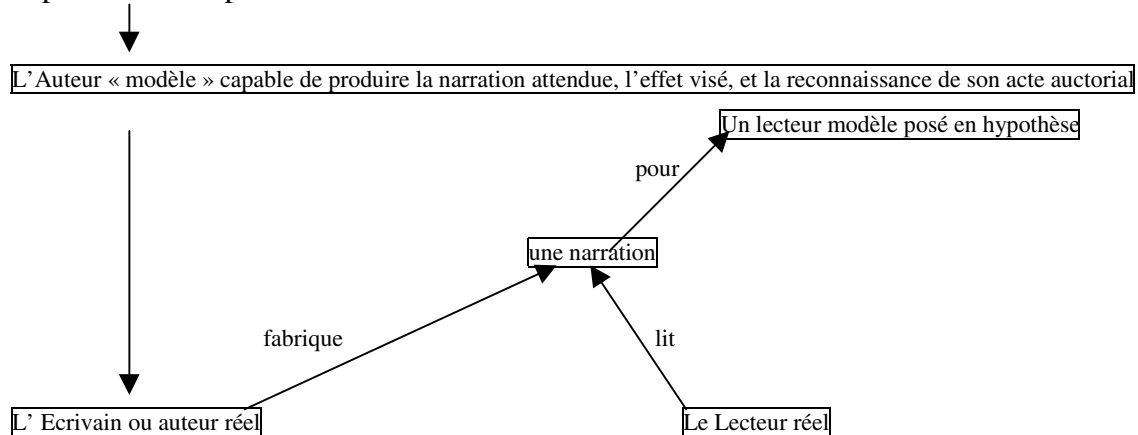 L'Auteur « modèle » capable de produire la narration attendue, l'effet visé, et la reconnaissance de son acte auctorial
Un lecteur modèle posé en hypothèse
pour
une narration
fabrique
lit
L' Ecrivain ou auteur réel
Le Lecteur réel